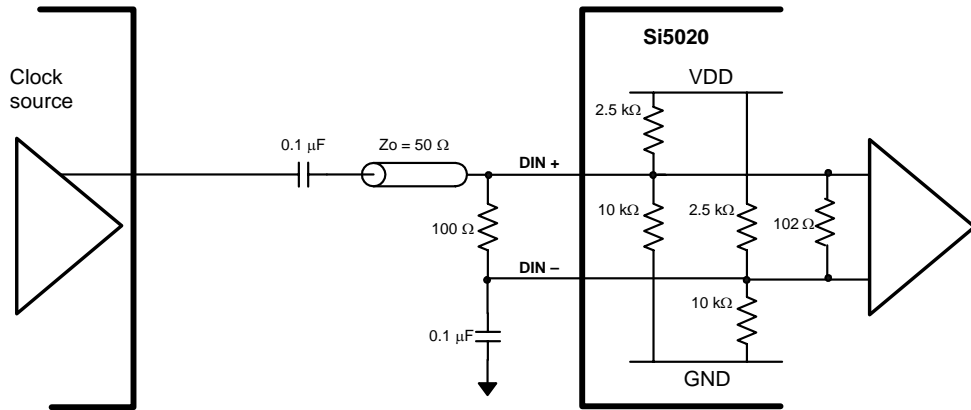 Si5020
Clock
source
VDD
2.5 kΩ
0.1 μF
Zo = 50 Ω
DIN +
10 kΩ
2.5 kΩ
102 Ω
100 Ω
DIN –
10 kΩ
0.1 μF
GND